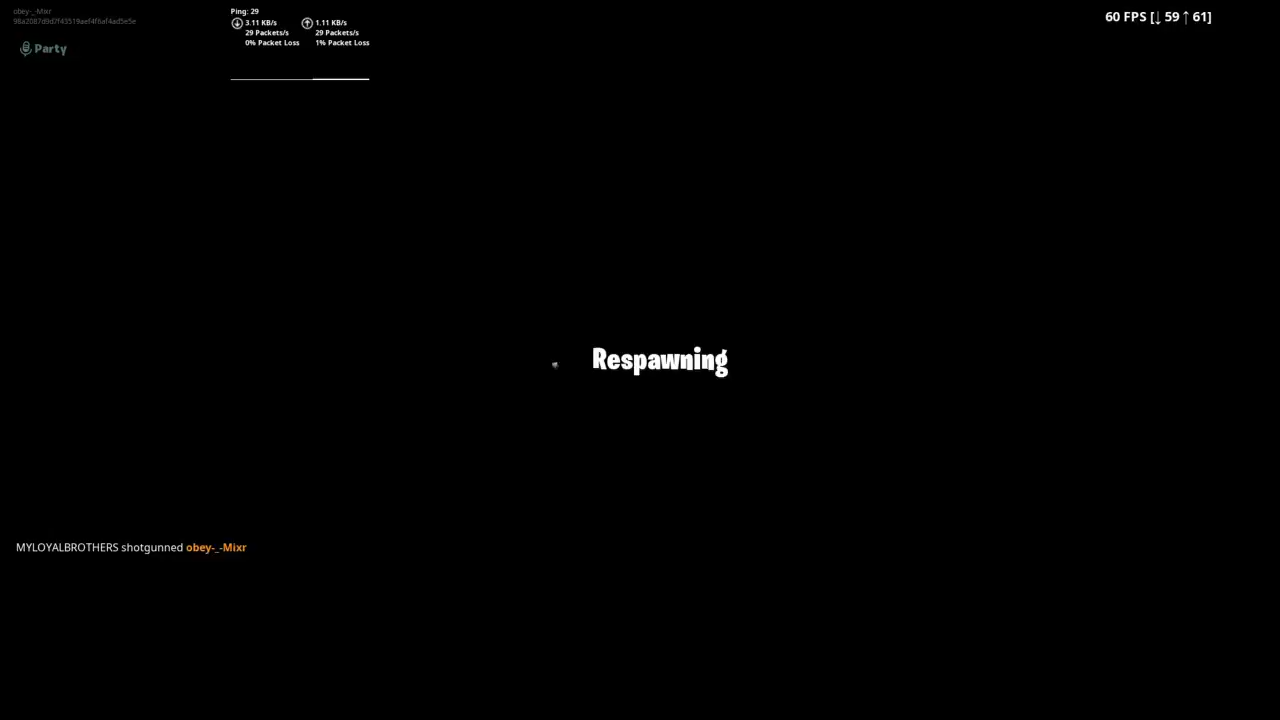 obey-_-Mixr
98a2087d9d7f43519aef4f6af4ad5e5e
Party
Ping: 29
3.11 KB/s
29 Packets/s
0% Packet Loss
1.11 KB/s
29 Packets/s
1% Packet Loss
60 FPS [↓ 59 ↑ 61]
Respawning
MYLOYALBROTHERS shotgunned obey-_-Mixr